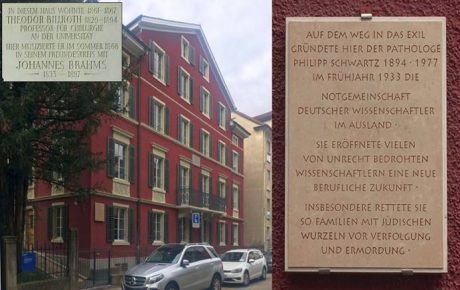 IN DIESEM HAUS WOHNTE 1861-1867
THEODOR BILLROTH 1829-1894
PROFESSOR FÜR CHIRURGIE
AN DER UNIVERSITÄT
HIER MUSIZIERTE ER IM SOMMER 1866
IN SEINEM FREUNDESKREIS MIT
JOHANNES BRAHMS
1833 - 1897
AUF DEM WEG IN DAS EXIL
GRÜNDETE HIER DER PATHOLOGE
PHILIPP SCHWARTZ 1894 · 1977
IM FRÜHJAHR 1933 DIE
NOTGEMEINSCHAFT
DEUTSCHER WISSENSCHAFTLER
IM AUSLAND ·
SIE ERÖFFNETE VIELEN
VON UNRECHT BEDROHTEN
WISSENSCHAFTLERN EINE NEUE
BERUFLICHE ZUKUNFT ·
INSBESONDERE RETTETE SIE
SO FAMILIEN MIT JÜDISCHEN
WURZELN VOR VERFOLGUNG
UND ERMORDUNG ·